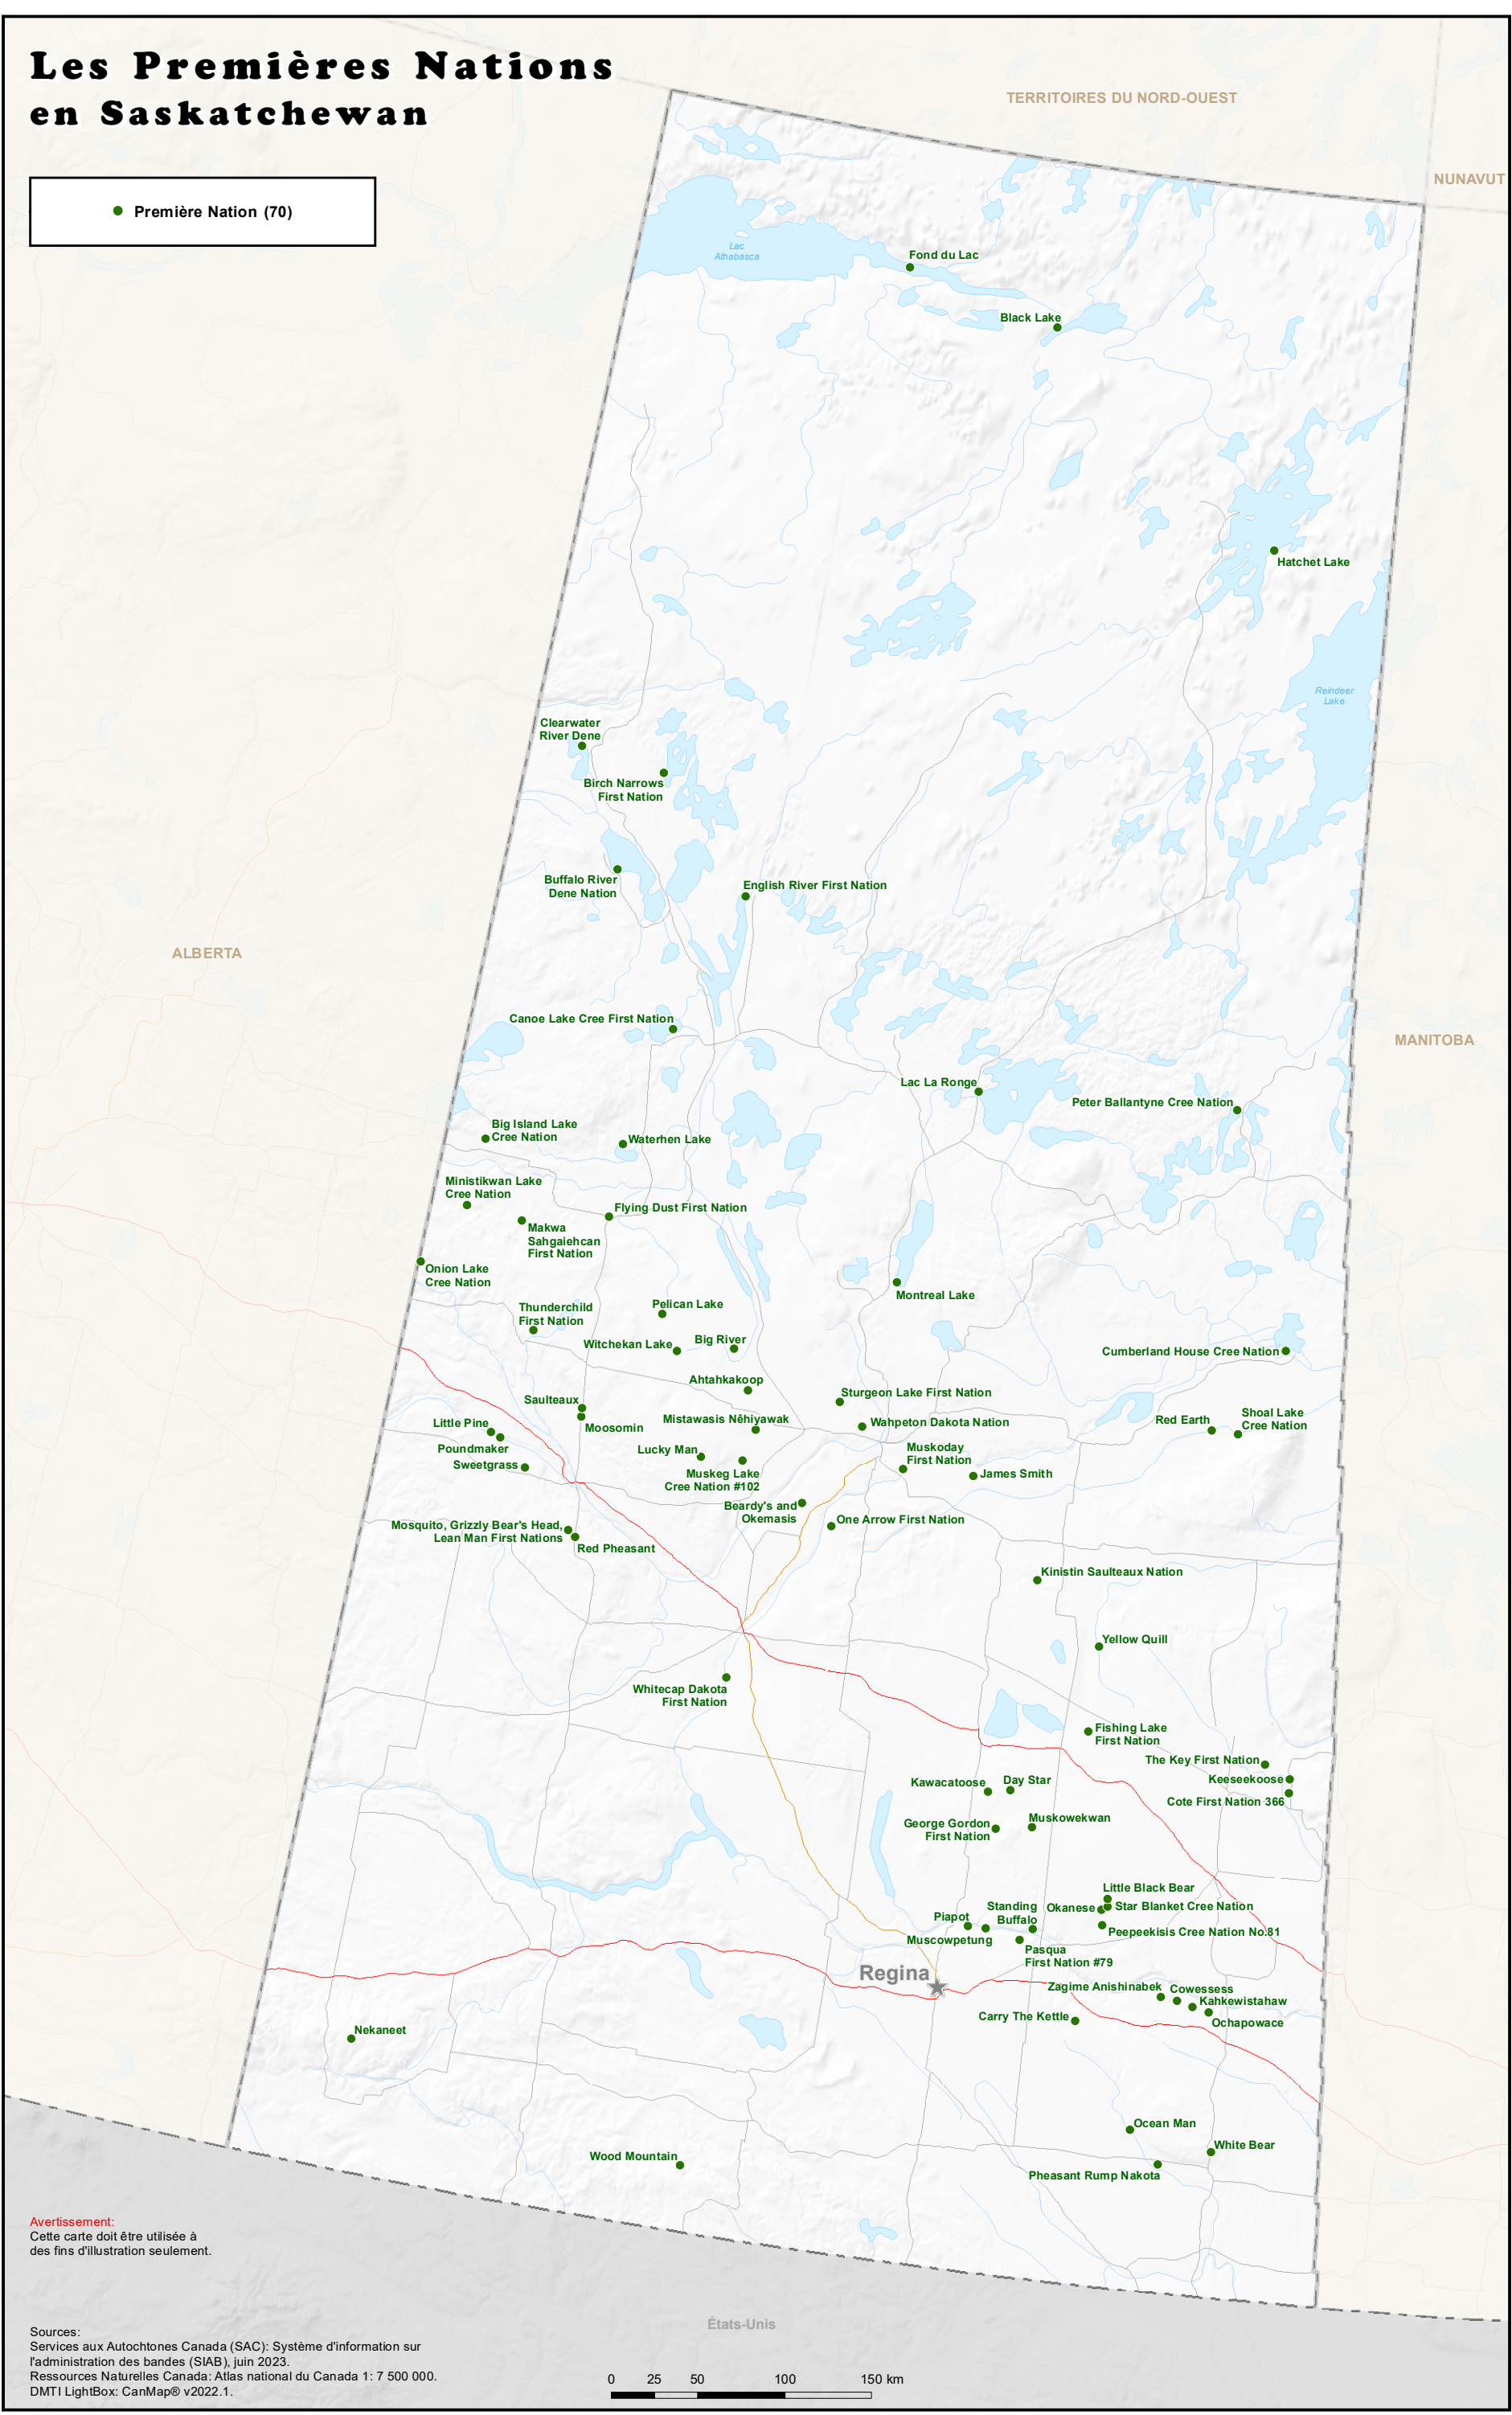 Les Premières Nations
en Saskatchewan
Première Nation (70)
TERRITOIRES DU NORD-OUEST
NUNAVUT
Lac
Athabasca
Fond du Lac
Black Lake
Hatchet Lake
Reindeer
Lake
Clearwater
River Dene
Birch Narrows
First Nation
Buffalo River
Dene Nation
English River First Nation
ALBERTA
Canoe Lake Cree First Nation
MANITOBA
Lac La Ronge
Peter Ballantyne Cree Nation
Big Island Lake
Cree Nation
Waterhen Lake
Ministikwan Lake
Cree Nation
Flying Dust First Nation
Makwa
Sahgaiehcan
First Nation
Onion Lake
Cree Nation
Montreal Lake
Thunderchild
First Nation
Pelican Lake
Witchekan Lake
Big River
Cumberland House Cree Nation
Ahtahkakoop
Sturgeon Lake First Nation
Saulteaux
Moosomin
Mistawasis Nêhiyawak
Wahpeton Dakota Nation
Red Earth
Shoal Lake
Cree Nation
Little Pine
Poundmaker
Sweetgrass
Lucky Man
Muskeg Lake
Cree Nation #102
Muskoday
First Nation
James Smith
Beardy's and
Okemasis
One Arrow First Nation
Mosquito, Grizzly Bear's Head,
Lean Man First Nations
Red Pheasant
Kinistin Saulteaux Nation
Yellow Quill
Whitecap Dakota
First Nation
Fishing Lake
First Nation
The Key First Nation
Keeseekoose
Cote First Nation 366
Kawacatoose
Day Star
George Gordon
First Nation
Muskowekwan
Little Black Bear
Okanese
Star Blanket Cree Nation
Standing
Buffalo
Piapot
Muscowpetung
Peepeekisis Cree Nation No.81
Pasqua
First Nation #79
Regina
Zagime Anishinabek
Cowessess
Kahkewistahaw
Ochapowace
Carry The Kettle
Nekaneet
Ocean Man
White Bear
Pheasant Rump Nakota
Wood Mountain
Avertissement:
Cette carte doit être utilisée à
des fins d'illustration seulement.
États-Unis
Sources:
Services aux Autochtones Canada (SAC): Système d'information sur
l'administration des bandes (SIAB), juin 2023.
Ressources Naturelles Canada: Atlas national du Canada 1: 7 500 000.
DMTI LightBox: CanMap® v2022.1.
0 25 50 100 150 km